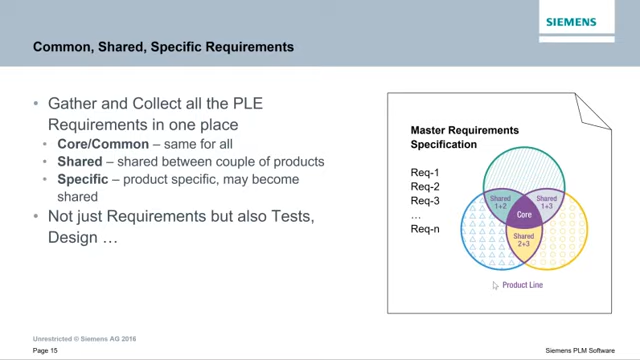 SIEMENS
Common, Shared, Specific Requirements
• Gather and Collect all the PLE
Requirements in one place
• Core/Common – same for all
• Shared – shared between couple of products
• Specific – product specific, may become
shared
• Not just Requirements but also Tests,
Design …
Master Requirements
Specification
Req-1
Req-2
Req-3
…
Req-n
Shared
1+2
Shared
1+3
Core
Shared
2+3
Product Line
Unrestricted © Siemens AG 2016
Page 15
Siemens PLM Software